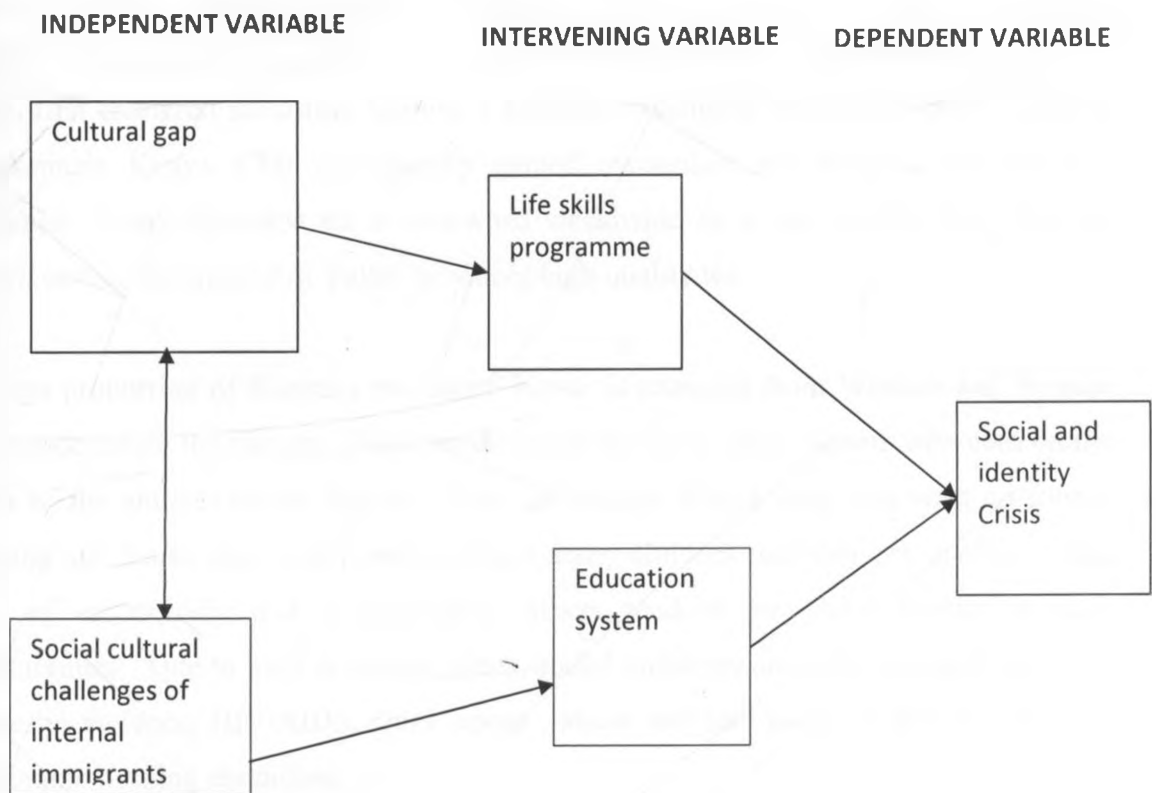 INDEPENDENT VARIABLE
INTERVENING VARIABLE
DEPENDENT VARIABLE
Cultural gap
Life skills
programme
Social and
identity
Crisis
Education
system
Social cultural
challenges of
internal
immigrants